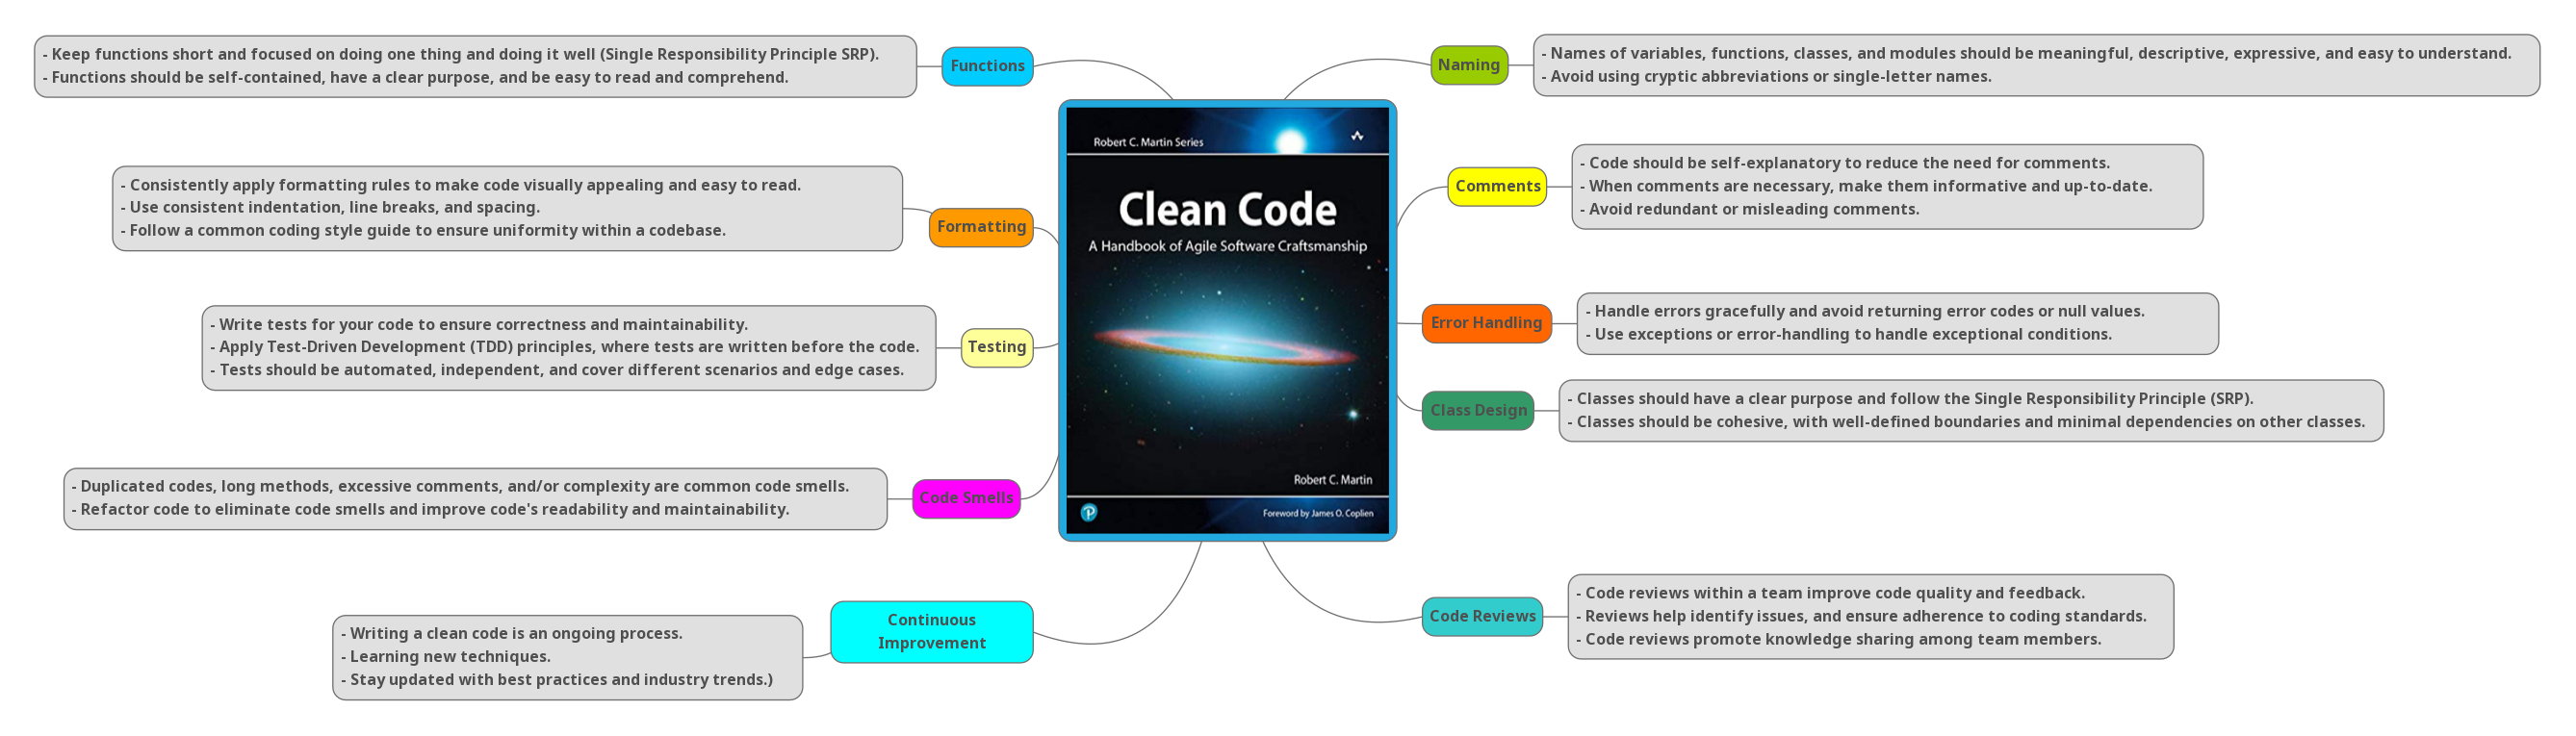 Functions
- Keep functions short and focused on doing one thing and doing it well (Single Responsibility Principle SRP).
- Functions should be self-contained, have a clear purpose, and be easy to read and comprehend.
Formatting
- Consistently apply formatting rules to make code visually appealing and easy to read.
- Use consistent indentation, line breaks, and spacing.
- Follow a common coding style guide to ensure uniformity within a codebase.
Testing
- Write tests for your code to ensure correctness and maintainability.
- Apply Test-Driven Development (TDD) principles, where tests are written before the code.
- Tests should be automated, independent, and cover different scenarios and edge cases.
Code Smells
- Duplicated codes, long methods, excessive comments, and/or complexity are common code smells.
- Refactor code to eliminate code smells and improve code's readability and maintainability.
Continuous
Improvement
- Writing a clean code is an ongoing process.
- Learning new techniques.
- Stay updated with best practices and industry trends.)
Robert C. Martin Series
Clean Code
A Handbook of Agile Software Craftsmanship
Robert C. Martin
P
Foreword by James O. Coplien
Naming
- Names of variables, functions, classes, and modules should be meaningful, descriptive, expressive, and easy to understand.
- Avoid using cryptic abbreviations or single-letter names.
Comments
- Code should be self-explanatory to reduce the need for comments.
- When comments are necessary, make them informative and up-to-date.
- Avoid redundant or misleading comments.
Error Handling
- Handle errors gracefully and avoid returning error codes or null values.
- Use exceptions or error-handling to handle exceptional conditions.
Class Design
- Classes should have a clear purpose and follow the Single Responsibility Principle (SRP).
- Classes should be cohesive, with well-defined boundaries and minimal dependencies on other classes.
Code Reviews
- Code reviews within a team improve code quality and feedback.
- Reviews help identify issues, and ensure adherence to coding standards.
- Code reviews promote knowledge sharing among team members.